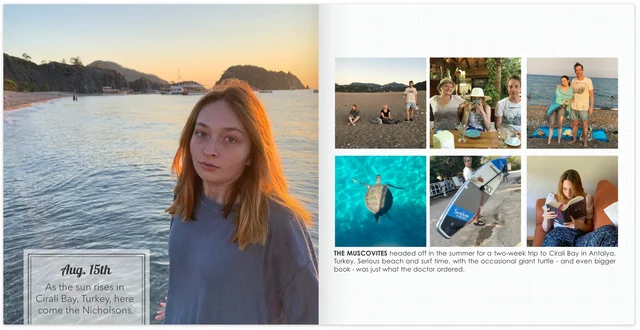 Aug. 15th
As the sun rises in
Cirali Bay, Turkey, here
come the Nicholsons.
THE MUSCOVITES headed off in the summer for a two-week trip to Cirali Bay in Antalya,
Turkey. Serious beach and surf time, with the occasional giant turtle - and even bigger
book - was just what the doctor ordered.